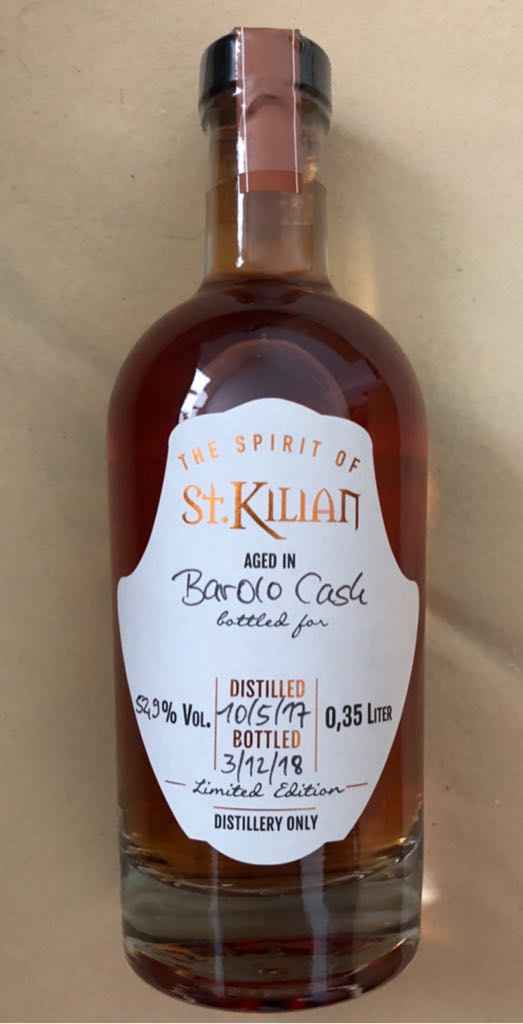 THE SPIRIT OF
St. KILIAN
AGED IN
Barolo Cask
bottled for
DISTILLED
52,9% VOL. 10/5/17 0,35 LITER
BOTTLED
3/12/18
Limited Edition
DISTILLERY ONLY